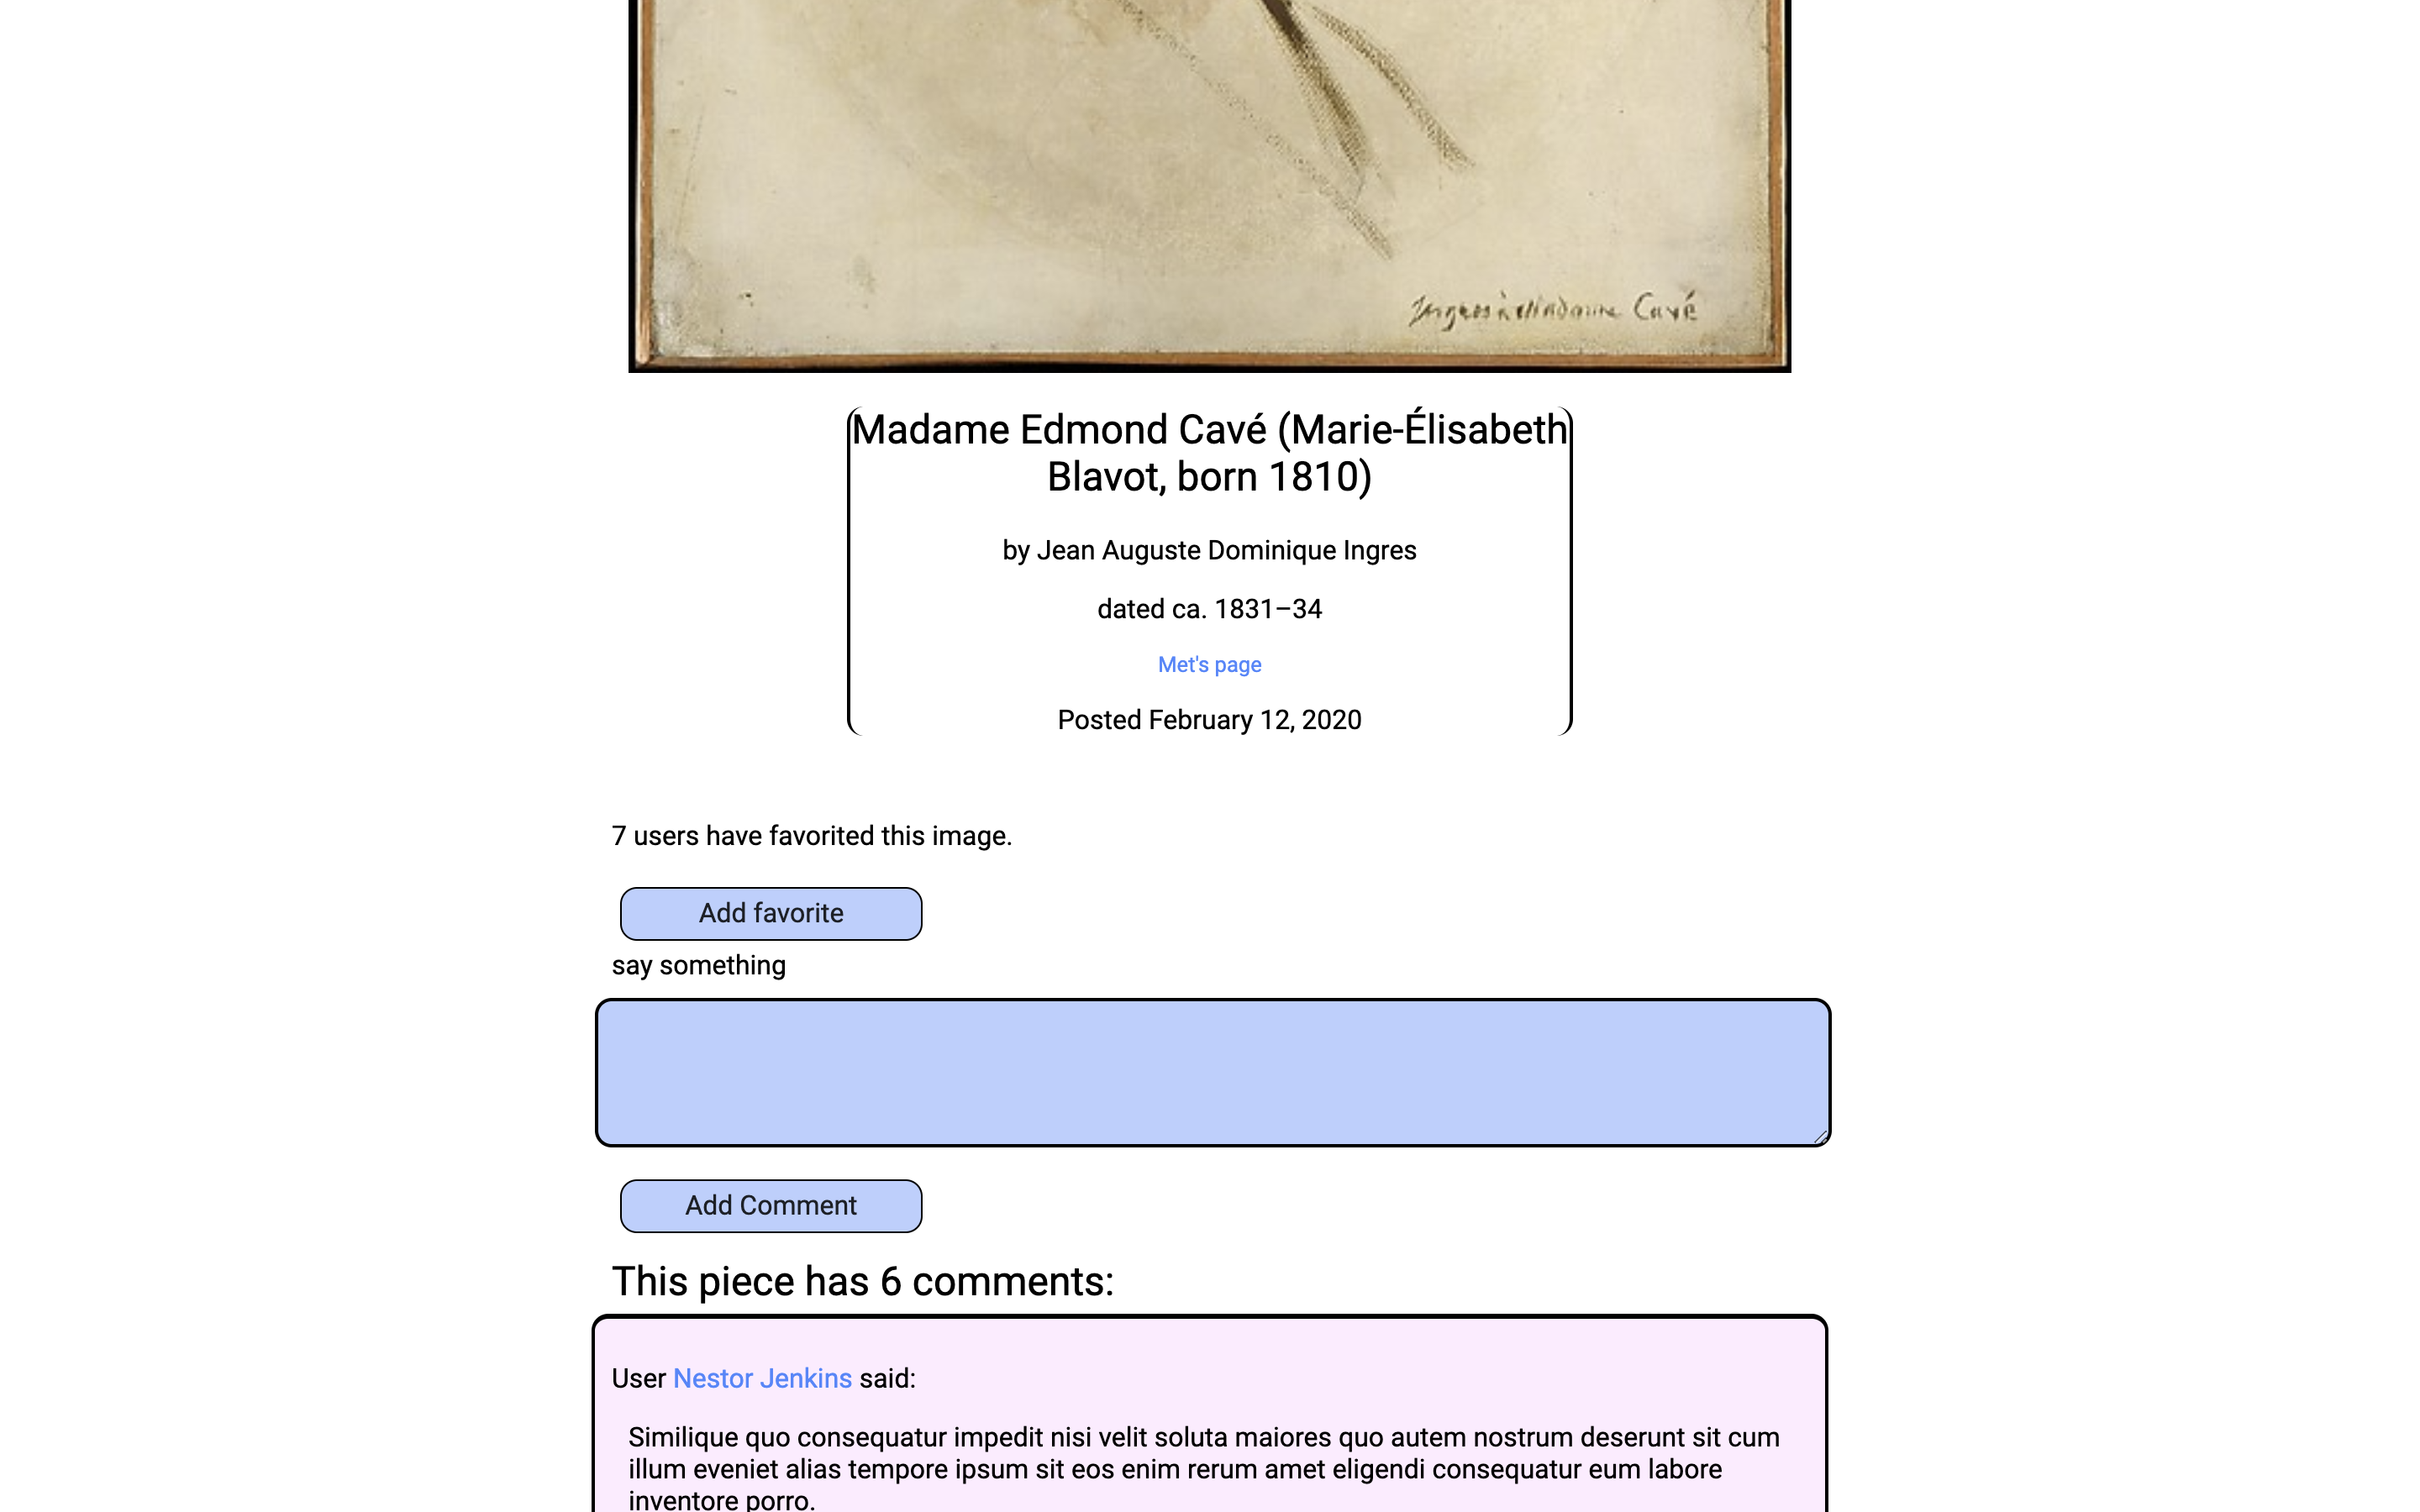 Ingres à Madame Cavé
Madame Edmond Cavé (Marie-Élisabeth
Blavot, born 1810)
by Jean Auguste Dominique Ingres
dated ca. 1831–34
Met's page
Posted February 12, 2020
7 users have favorited this image.
Add favorite
say something
Add Comment
This piece has 6 comments:
User Nestor Jenkins said:
Similique quo consequatur impedit nisi velit soluta maiores quo autem nostrum deserunt sit cum
illum eveniet alias tempore ipsum sit eos enim rerum amet eligendi consequatur eum labore
inventore porro.